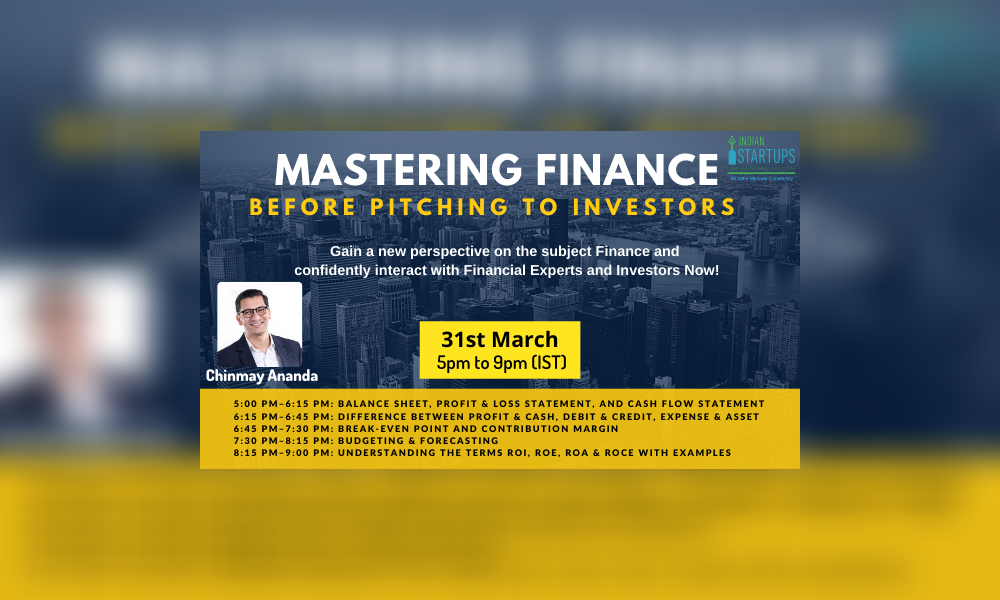 MASTERING FINANCE
BEFORE PITCHING TO INVESTORS
INDIAN
STARTUPS
Gain a new perspective on the subject Finance and
confidently interact with Financial Experts and Investors Now!
Chinmay Ananda
31st March
5pm to 9pm (IST)
5:00 PM–6:15 PM: BALANCE SHEET, PROFIT & LOSS STATEMENT, AND CASH FLOW STATEMENT
6:15 PM–6:45 PM: DIFFERENCE BETWEEN PROFIT & CASH, DEBIT & CREDIT, EXPENSE & ASSET
6:45 PM–7:30 PM: BREAK-EVEN POINT AND CONTRIBUTION MARGIN
7:30 PM–8:15 PM: BUDGETING & FORECASTING
8:15 PM–9:00 PM: UNDERSTANDING THE TERMS ROI, ROE, ROA & ROCE WITH EXAMPLES